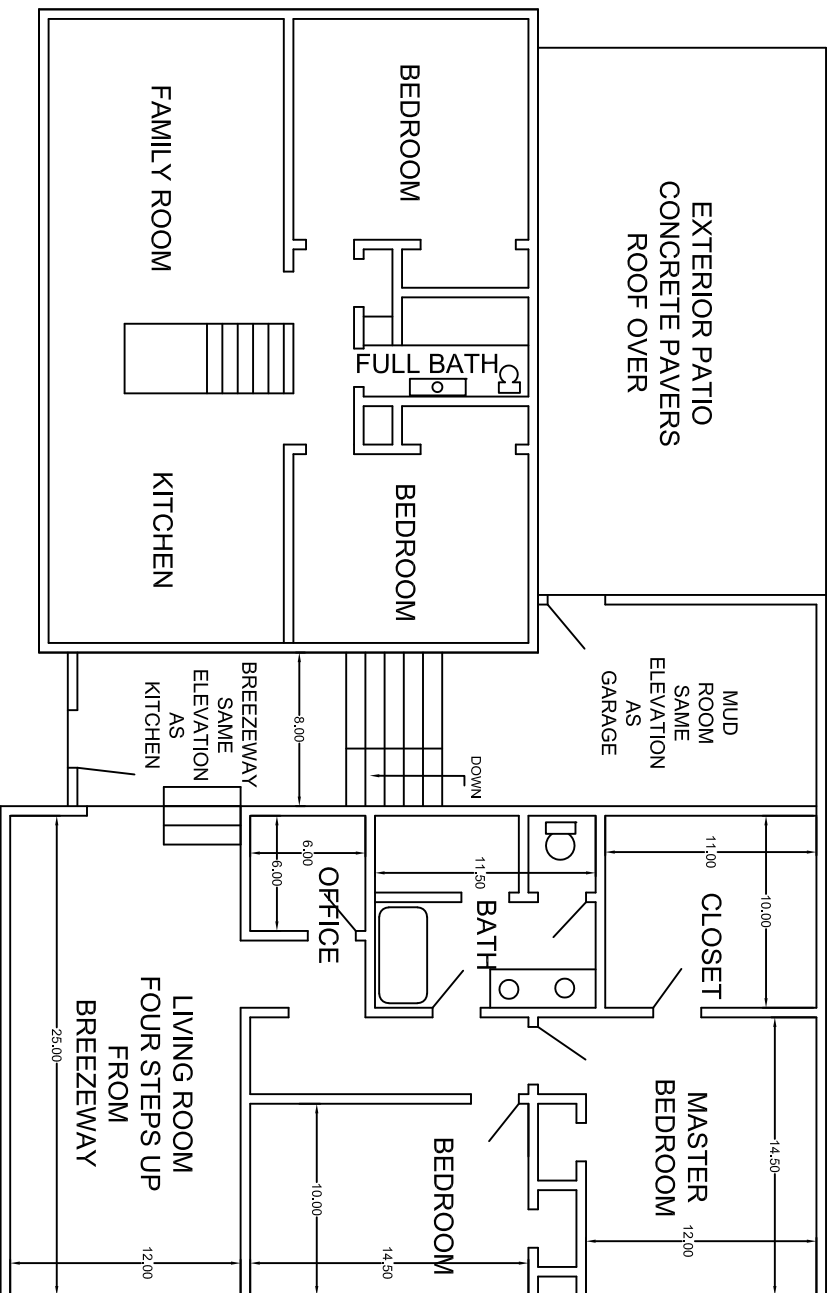 EXTERIOR PATIO
CONCRETE PAVERS
ROOF OVER
BEDROOM
FAMILY ROOM
FULL BATH
BEDROOM
KITCHEN
MUD
ROOM
SAME
ELEVATION
AS
GARAGE
BREEZEWAY
SAME
ELEVATION
AS
KITCHEN
8.00
DOWN
11.00
10.00
CLOSET
11.50
BATH
6.00
6.00
OFFICE
MASTER
BEDROOM
14.50
12.00
BEDROOM
10.00
14.50
LIVING ROOM
FOUR STEPS UP
FROM
BREEZEWAY
25.00
12.00